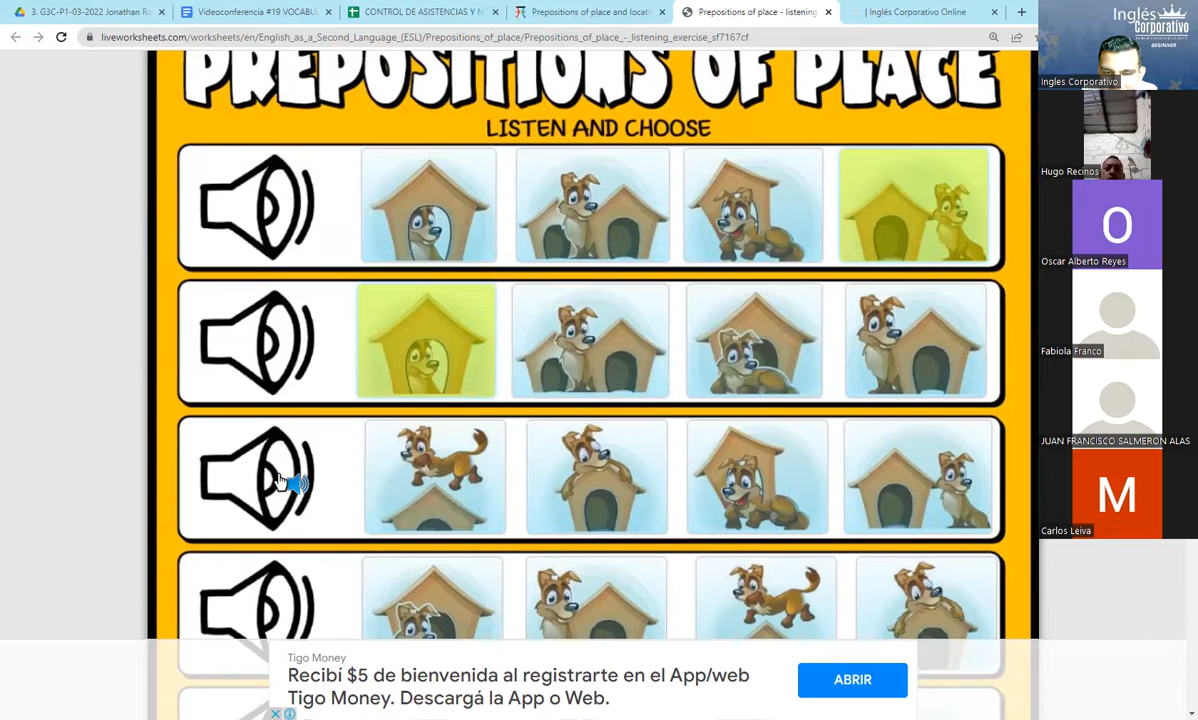 3. G3C-P1-03-2022 Jonathan Ro
Videoconferencia #19 VOCABU
CONTROL DE ASISTENCIAS Y N
Prepositions of place and locati
Prepositions of place - listening
| Inglés Corporativo Online
liveworksheets.com/worksheets/en/English_as_a_Second_Language_(ESL)/Prepositions_of_place/Prepositions_of_place_-_listening_exercise_sf7167cf
PREPOSITIONS OF PLACE
LISTEN AND CHOOSE
Tigo Money
Recibí $5 de bienvenida al registrarte en el App/web
Tigo Money. Descargá la App o Web.
ABRIR
Inglés
Corporativo
BEGINNER
Ingles Corporativo
Hugo Recinos
O
Oscar Alberto Reyes
Fabiola Franco
JUAN FRANCISCO SALMERON ALAS
M
Carlos Leiva